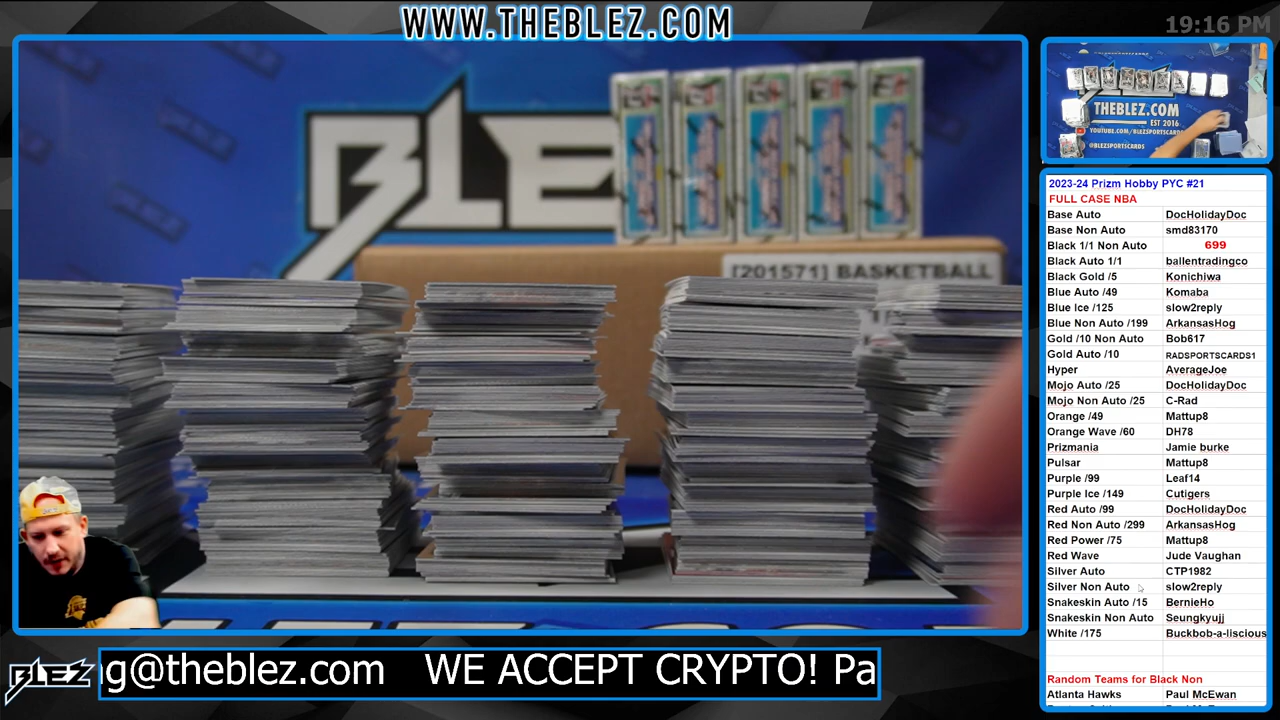 WWW.THEBLEZ.COM
19:16 PM
BLE
[201571] BASKETBALL
THEBLEZ.COM
EST 2016
YOUTUBE.COM/BLEZSPORTSCARDS
@BLEZSPORTSCARDS
2023-24 Prizm Hobby PYC #21
FULL CASE NBA
Base Auto DocHolidayDoc
Base Non Auto smd83170
Black 1/1 Non Auto 699
Black Auto 1/1 ballentradingco
Black Gold /5 Konichiwa
Blue Auto /49 Komaba
Blue Ice /125 slow2reply
Blue Non Auto /199 ArkansasHog
Gold /10 Non Auto Bob617
Gold Auto /10 RADSPORTSCARDS1
Hyper AverageJoe
Mojo Auto /25 DocHolidayDoc
Mojo Non Auto /25 C-Rad
Orange /49 Mattup8
Orange Wave /60 DH78
Prizmania Jamie burke
Pulsar Mattup8
Purple /99 Leaf14
Purple Ice /149 Cutigers
Red Auto /99 DocHolidayDoc
Red Non Auto /299 ArkansasHog
Red Power /75 Mattup8
Red Wave Jude Vaughan
Silver Auto CTP1982
Silver Non Auto slow2reply
Snakeskin Auto /15 BernieHo
Snakeskin Non Auto Seungkyujj
White /175 Buckbob-a-liscious
Random Teams for Black Non
Atlanta Hawks Paul McEwan
BLEZ
g@theblez.com WE ACCEPT CRYPTO! Pa